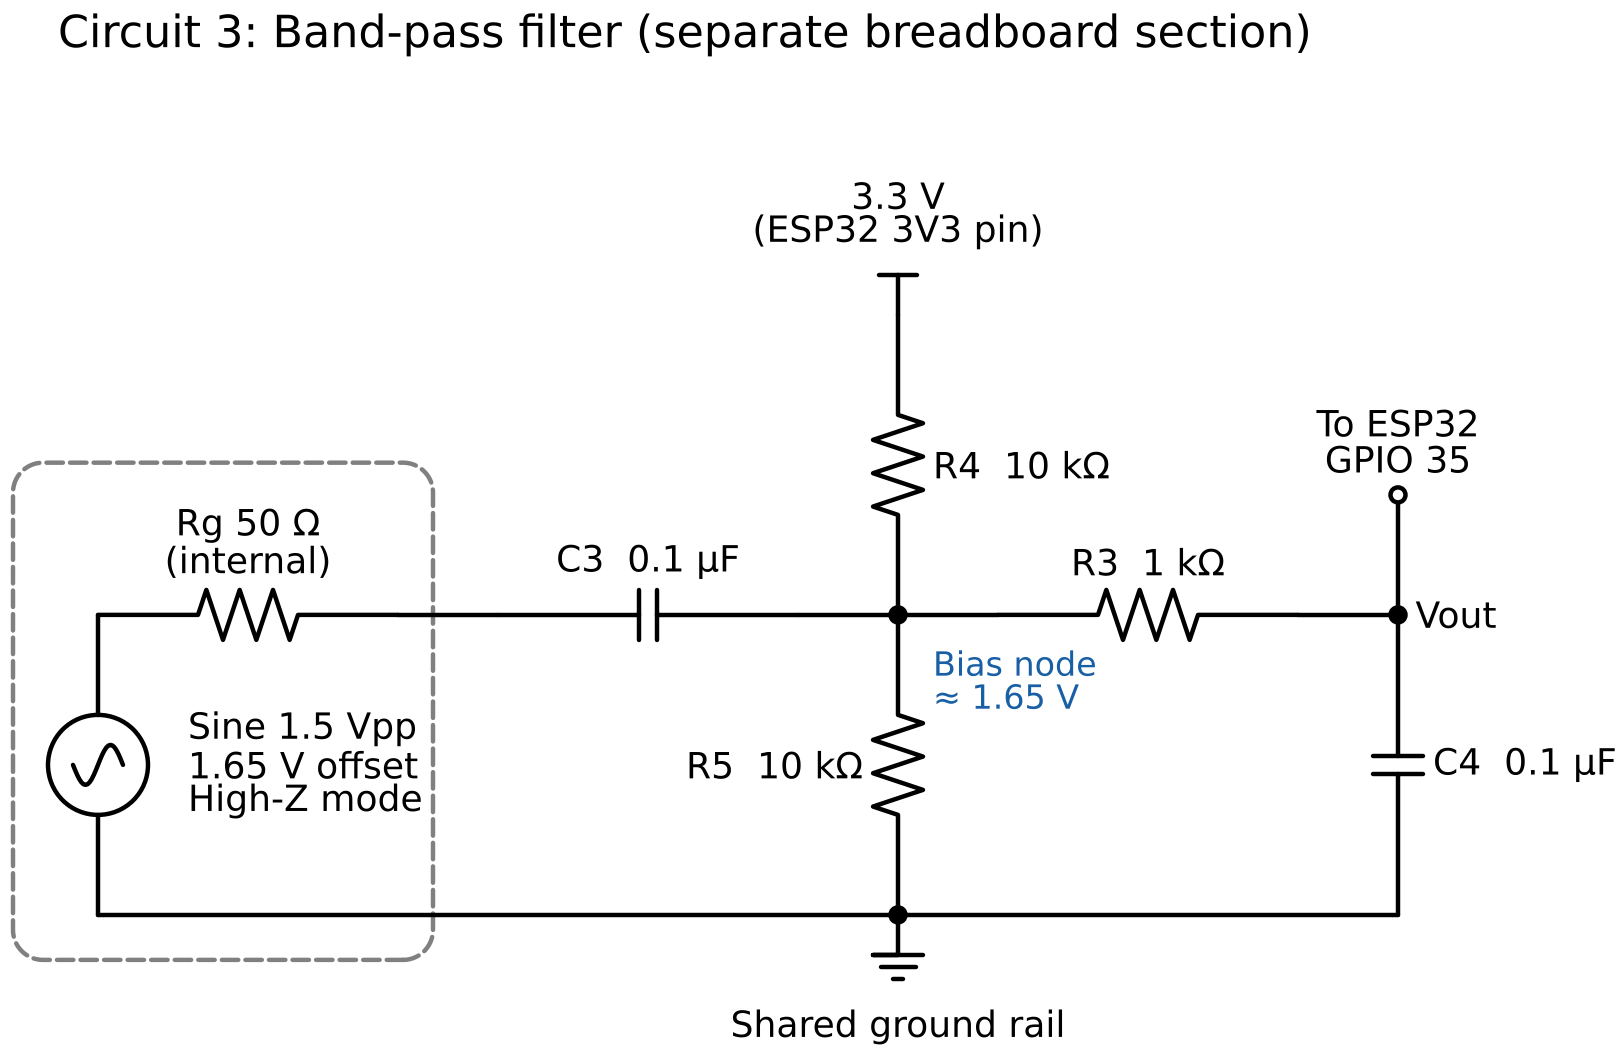 Circuit 3: Band-pass filter (separate breadboard section)
3.3 V
(ESP32 3V3 pin)
R4  10 kΩ
To ESP32
GPIO 35
Rg 50 Ω
(internal)
C3  0.1 µF
R3  1 kΩ
Vout
Bias node
≈ 1.65 V
Sine 1.5 Vpp
1.65 V offset
High-Z mode
R5  10 kΩ
C4  0.1 µF
Shared ground rail